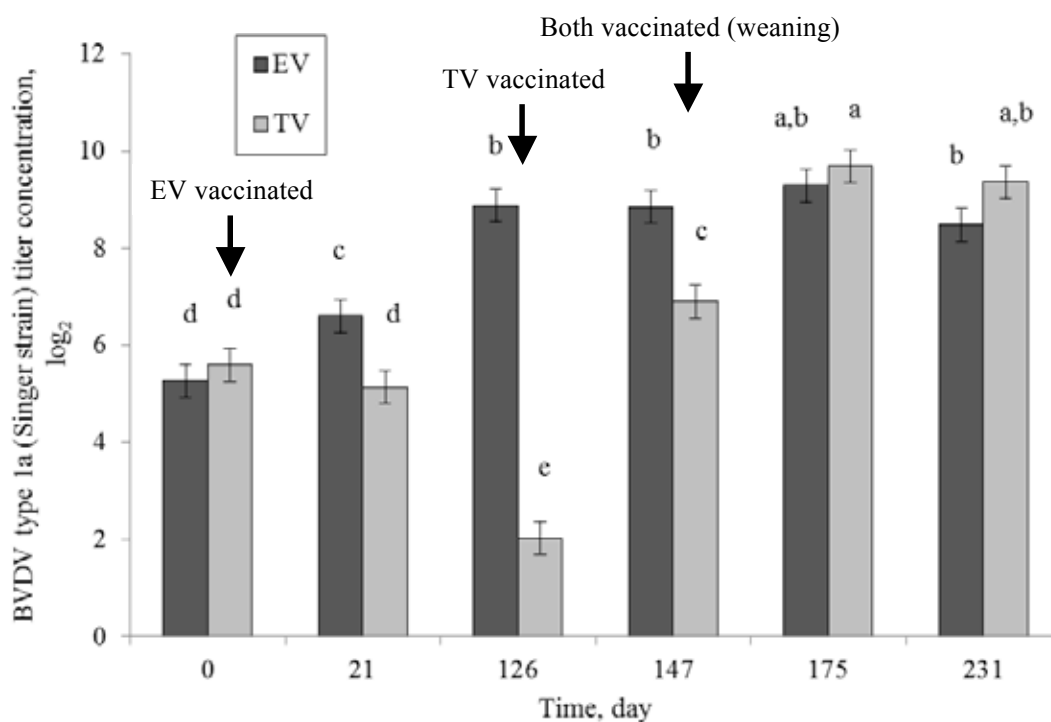 Both vaccinated (weaning)
TV vaccinated
EV vaccinated
EV
TV
BVDV type 1a (Singer strain) titer concentration,
log2
12
10
8
6
4
2
0
d
d
c
d
b
e
b
c
a,b
a
b
a,b
0
21
126
147
175
231
Time, day